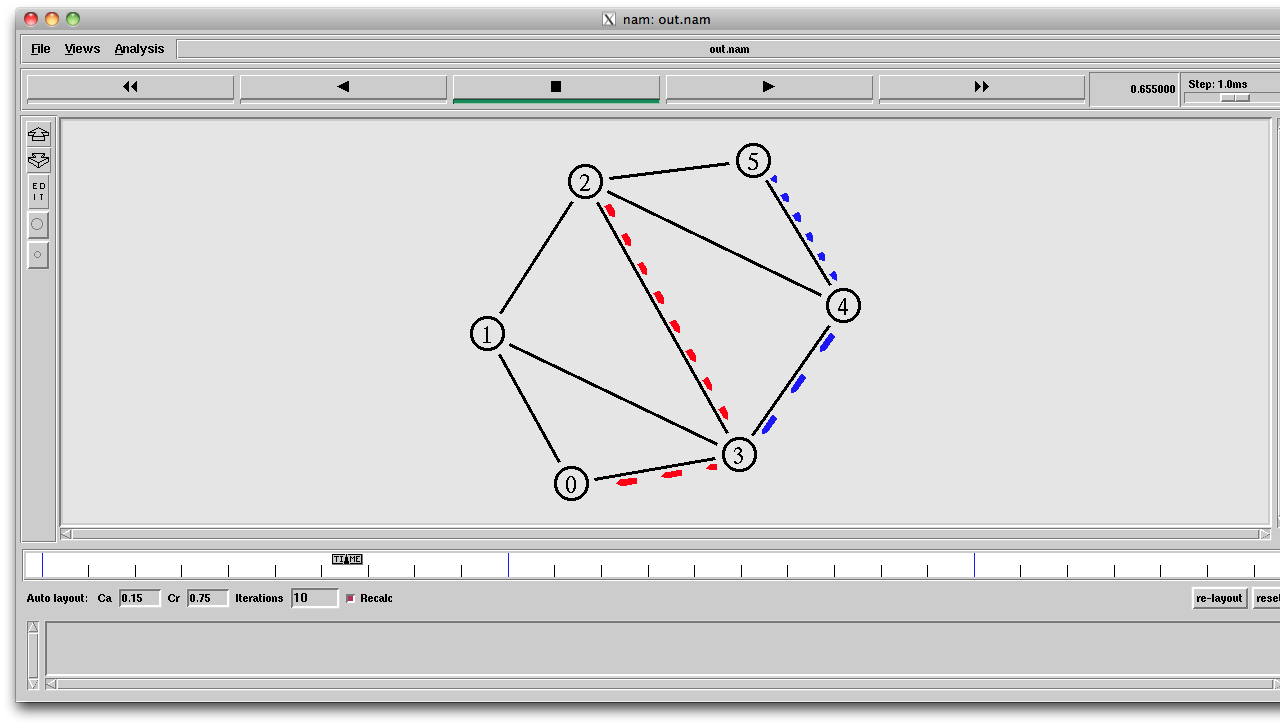 nam: out.nam
File Views Analysis
out.nam
0.655000
Step: 1.0ms
ED
IT
5
2
4
1
3
0
TIME
Auto layout: Ca 0.15 Cr 0.75 Iterations 10 Recalc
re-layout reset